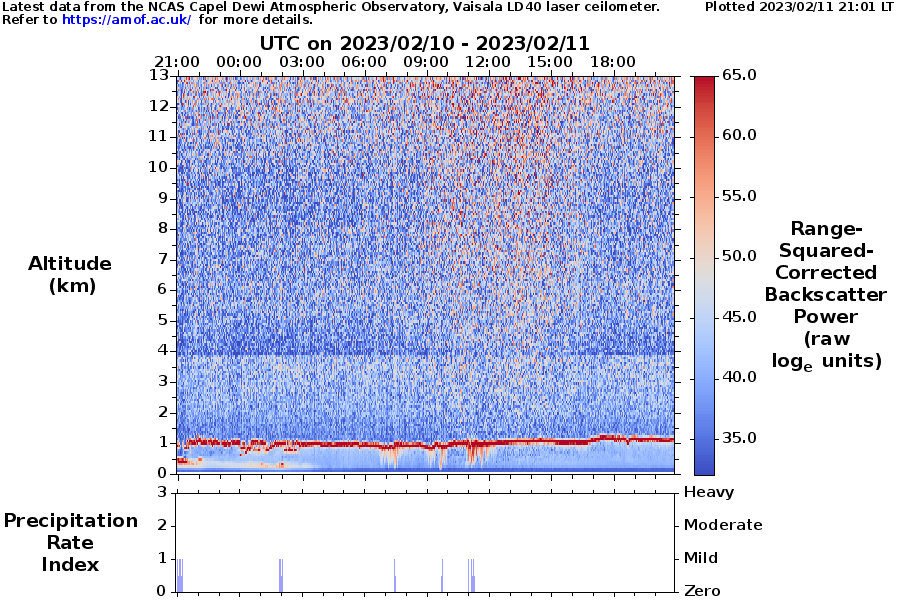 Latest data from the NCAS Capel Dewi Atmospheric Observatory, Vaisala LD40 laser ceilometer. Plotted 2023/02/11 21:01 LT
Refer to https://amof.ac.uk/ for more details.
UTC on 2023/02/10 - 2023/02/11
21:00 00:00 03:00 06:00 09:00 12:00 15:00 18:00
13
12
11
10
9
8
7
6
5
4
3
2
1
0
Altitude
(km)
65.0
60.0
55.0
50.0
45.0
40.0
35.0
Range-
Squared-
Corrected
Backscatter
Power
(raw
loge units)
3
2
1
0
Precipitation
Rate
Index
Heavy
Moderate
Mild
Zero